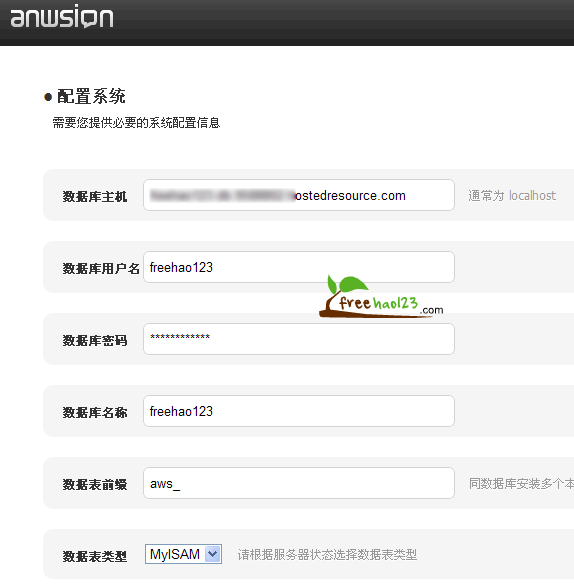 anwsion
● 配置系统
需要您提供必要的系统配置信息
数据库主机 ostedresource.com 通常为 localhost
数据库用户名 freehao123
freehao123.com
数据库密码 ************
数据库名称 freehao123
数据表前缀 aws_ 同数据库安装多个本
数据表类型 MyISAM 请根据服务器状态选择数据表类型